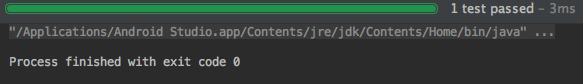 1 test passed – 3ms
"/Applications/Android Studio.app/Contents/jre/jdk/Contents/Home/bin/java" ...
Process finished with exit code 0